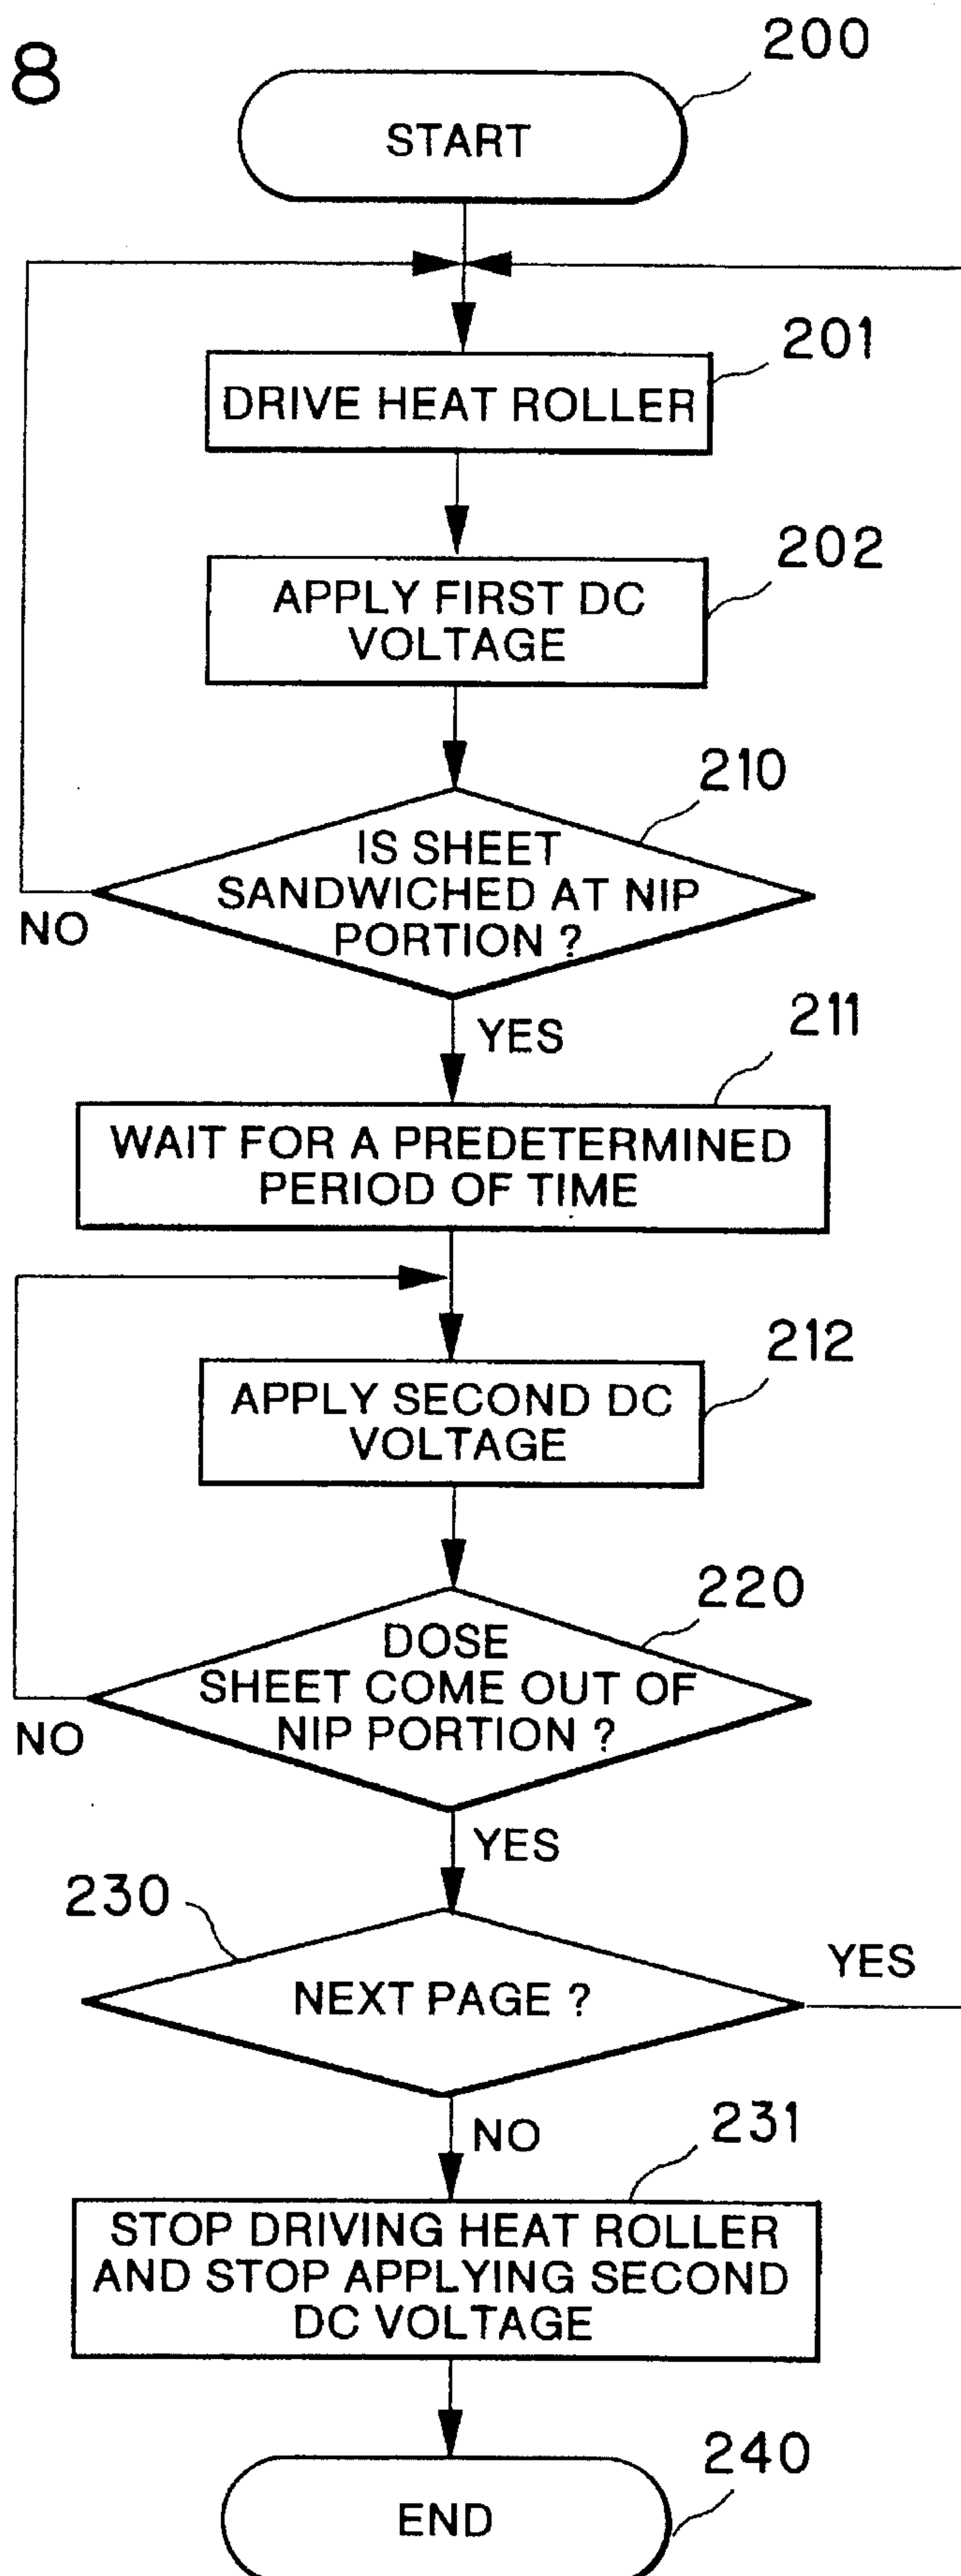 8
200
START
201
DRIVE HEAT ROLLER
202
APPLY FIRST DC
VOLTAGE
210
IS SHEET
SANDWICHED AT NIP
PORTION ?
NO
YES
211
WAIT FOR A PREDETERMINED
PERIOD OF TIME
212
APPLY SECOND DC
VOLTAGE
220
DOSE
SHEET COME OUT OF
NIP PORTION ?
NO
YES
230
NEXT PAGE ?
YES
NO
231
STOP DRIVING HEAT ROLLER
AND STOP APPLYING SECOND
DC VOLTAGE
240
END